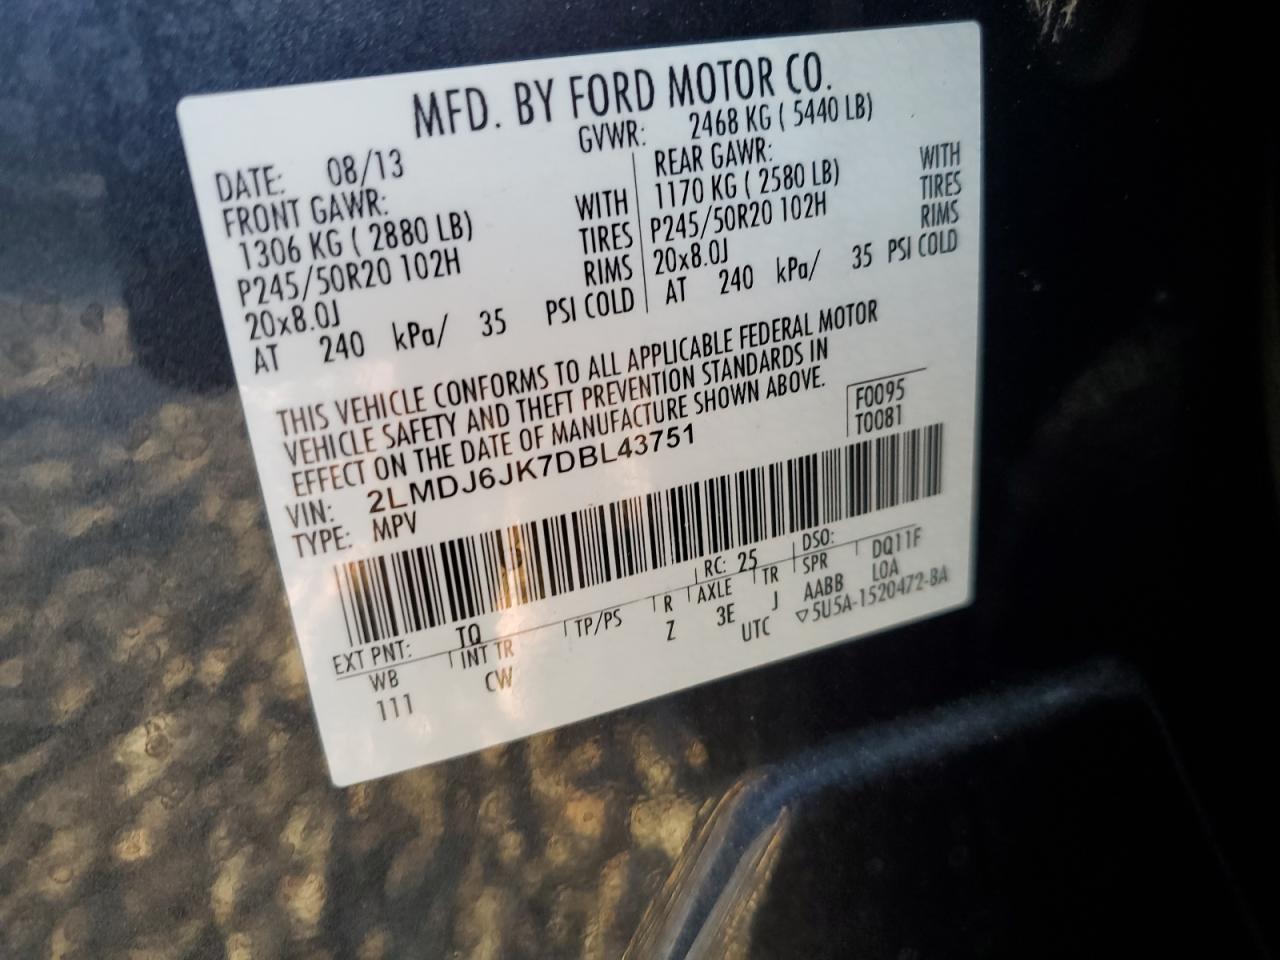 MFD. BY FORD MOTOR CO.
DATE: 08/13 GVWR: 2468 KG ( 5440 LB)
FRONT GAWR: REAR GAWR:
1306 KG ( 2880 LB) WITH 1170 KG ( 2580 LB) WITH
P245/50R20 102H TIRES P245/50R20 102H TIRES
20x8.0J RIMS 20x8.0J RIMS
AT 240 kPa/ 35 PSI COLD AT 240 kPa/ 35 PSI COLD
THIS VEHICLE CONFORMS TO ALL APPLICABLE FEDERAL MOTOR
VEHICLE SAFETY AND THEFT PREVENTION STANDARDS IN
EFFECT ON THE DATE OF MANUFACTURE SHOWN ABOVE.
F0095
T0081
VIN: 2LMDJ6JK7DBL43751
TYPE: MPV
EXT PNT: TQ RC: 25 DSO:
WB INT TR TP/PS R AXLE TR SPR DQ11F
111 CW Z 3E J AABB LOA
UTC ▽5U5A-1520472-BA